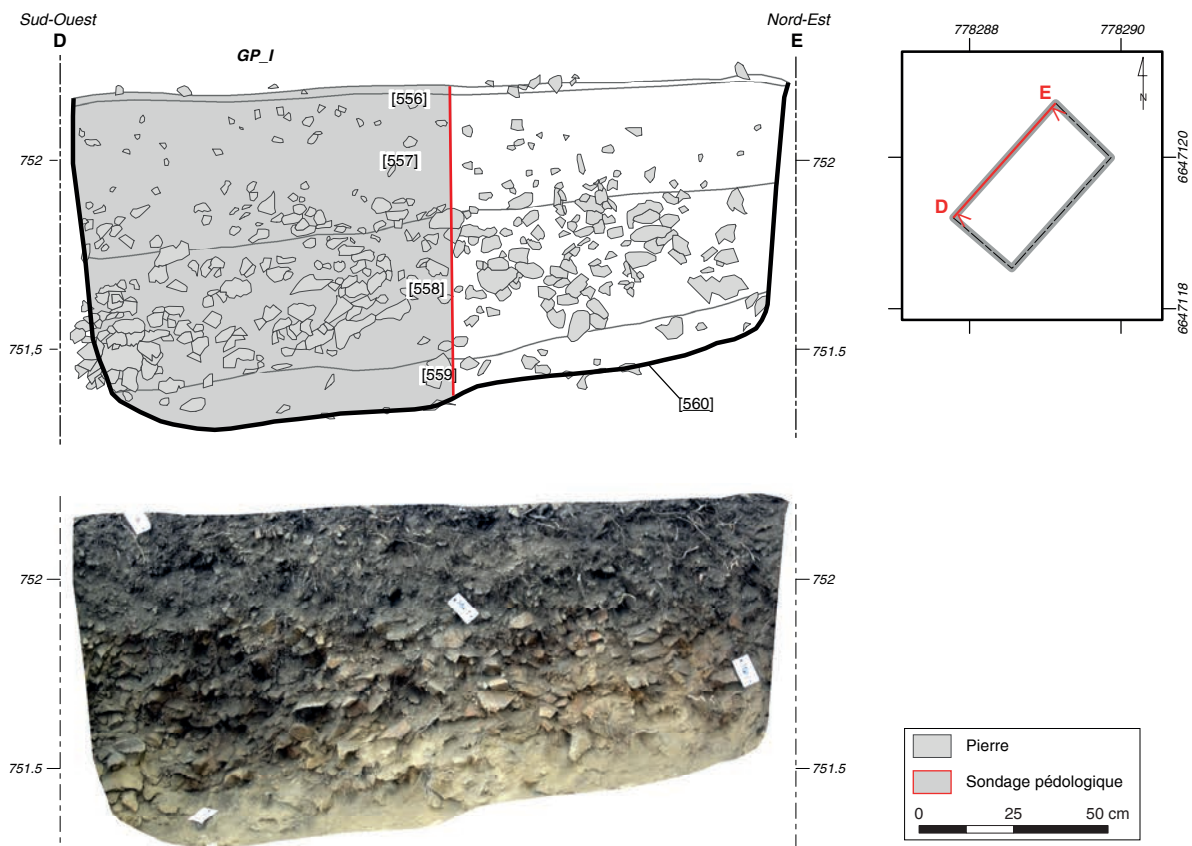 Sud-Ouest
D
GP_I
Nord-Est
E
[556]
[557]
[558]
[559]
[560]
752
751,5
752
751.5
778288
778290
N
E
D
6647120
6647118
752
751.5
752
751.5
Pierre
Sondage pédologique
0 25 50 cm